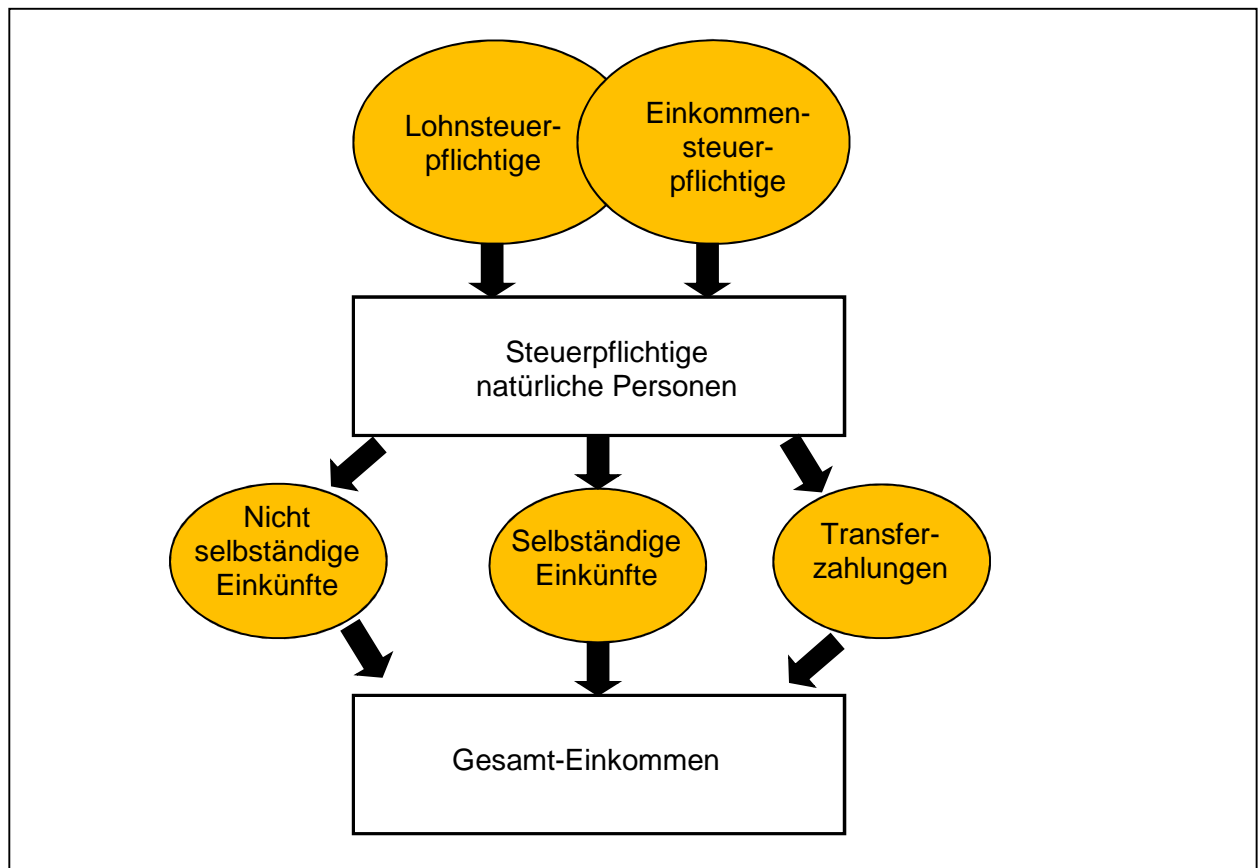 Lohnsteuer-
pflichtige
Einkommen-
steuer-
pflichtige
Steuerpflichtige
natürliche Personen
Nicht
selbständige
Einkünfte
Selbständige
Einkünfte
Transfer-
zahlungen
Gesamt-Einkommen